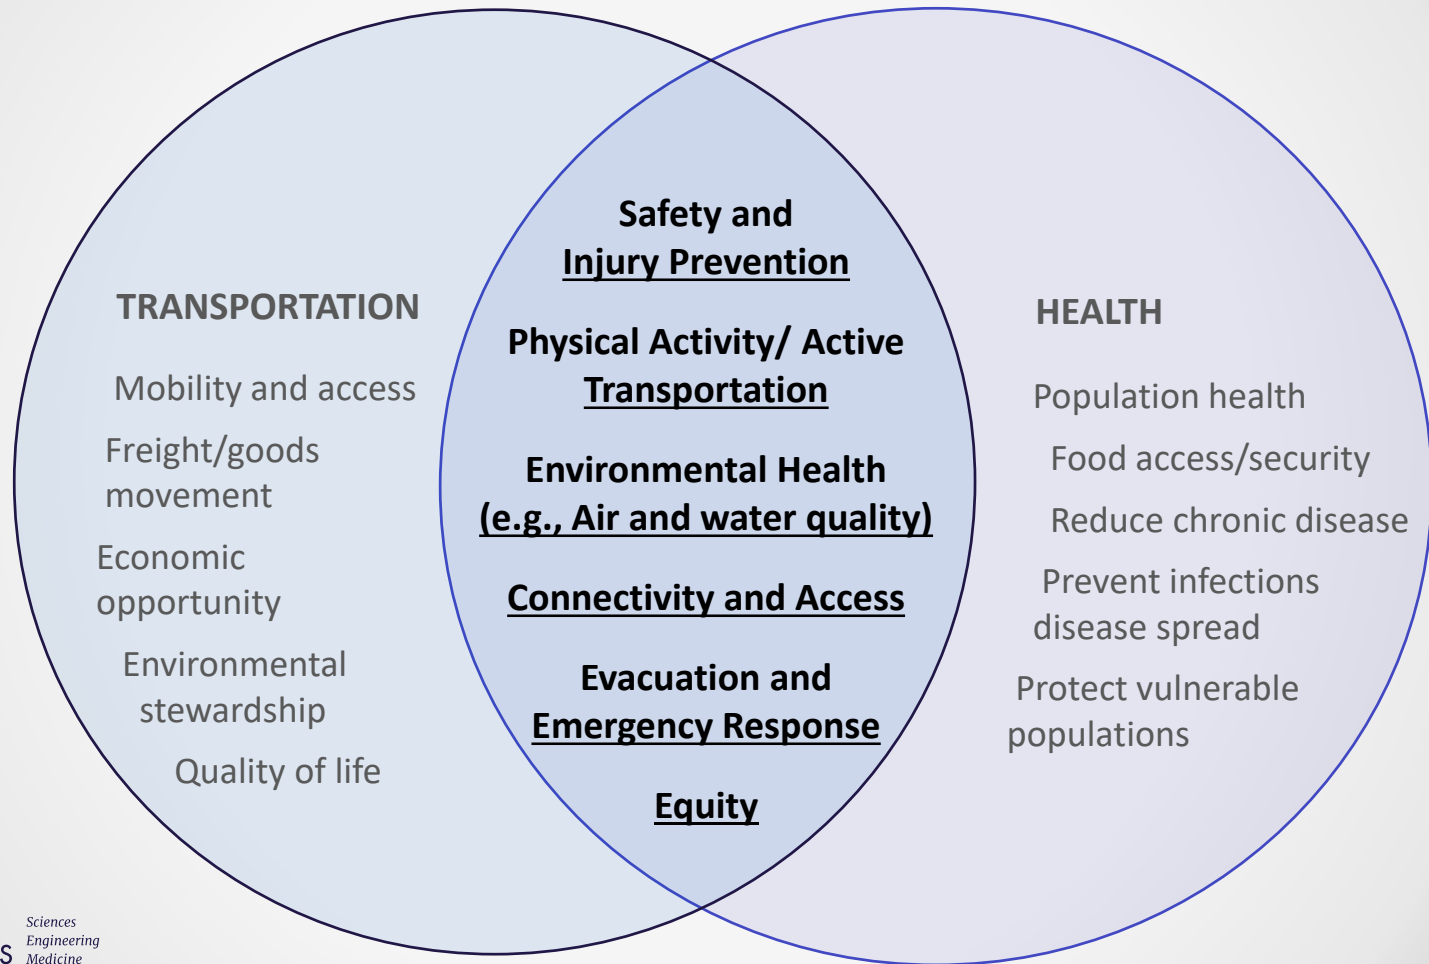 TRANSPORTATION
Mobility and access
Freight/goods
movement
Economic
opportunity
Environmental
stewardship
Quality of life
Safety and
Injury Prevention
Physical Activity/ Active
Transportation
Environmental Health
(e.g., Air and water quality)
Connectivity and Access
Evacuation and
Emergency Response
Equity
HEALTH
Population health
Food access/security
Reduce chronic disease
Prevent infections
disease spread
Protect vulnerable
populations
Sciences
Engineering
S Medicine